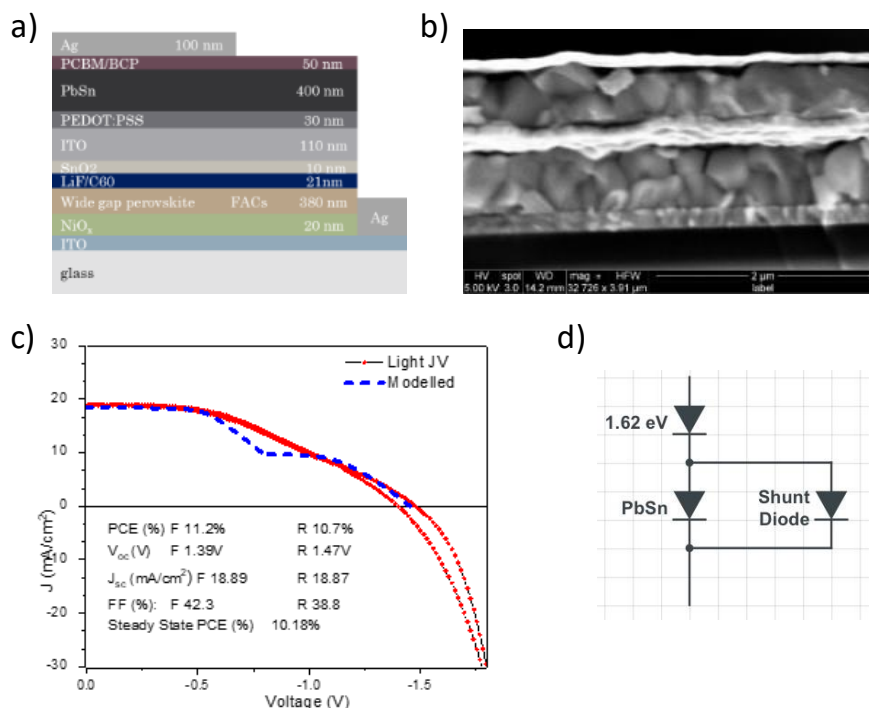 a)
Ag 100 nm
PCBM/BCP 50 nm
PbSn 400 nm
PEDOT:PSS 30 nm
ITO 110 nm
SnO2 10 nm
LiF/C60 21nm
Wide gap perovskite FACs 380 nm
Ag
NiOx 20 nm
ITO
glass
b)
HV spot WD mag HFW 2 µm
5.00 kV 3.0 14.2 mm 32 726 x 3.91 µm label
c)
30
20
10
0
-10
-20
-30
J (mA/cm²)
Light JV
Modelled
PCE (%) F 11.2% R 10.7%
Voc (V) F 1.39V R 1.47V
Jsc (mA/cm²) F 18.89 R 18.87
FF (%): F 42.3 R 38.8
Steady State PCE (%) 10.18%
0.0 -0.5 -1.0 -1.5
Voltage (V)
d)
1.62 eV
PbSn
Shunt
Diode